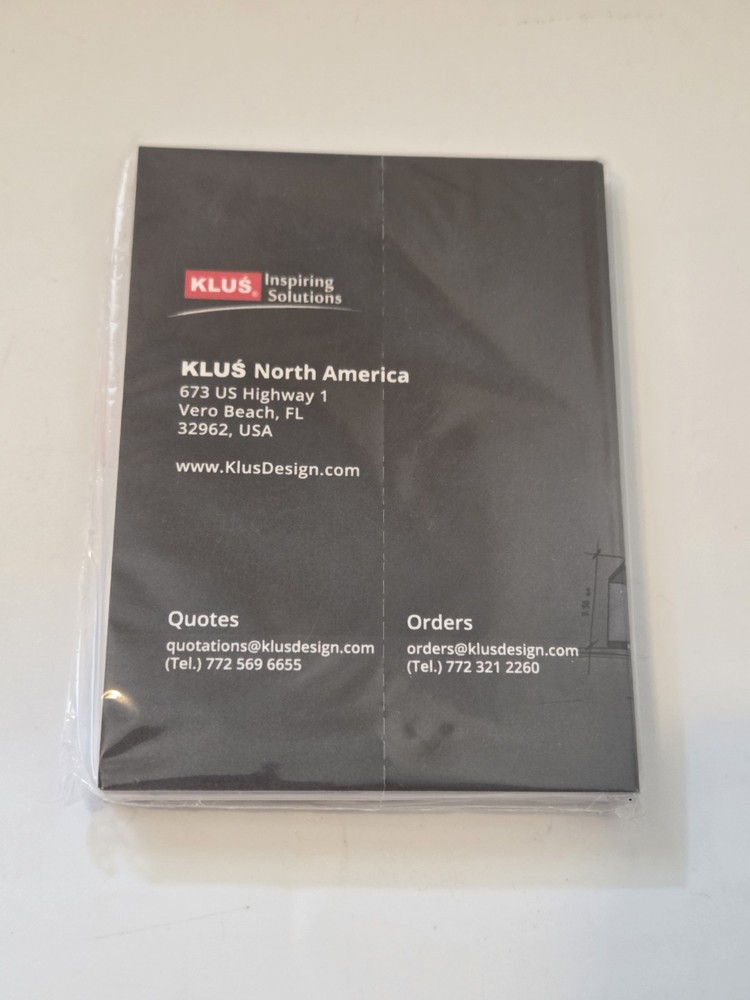 KLUŚ® Inspiring
Solutions
KLUŚ North America
673 US Highway 1
Vero Beach, FL
32962, USA
www.KlusDesign.com
Quotes
quotations@klusdesign.com
(Tel.) 772 569 6655
Orders
orders@klusdesign.com
(Tel.) 772 321 2260